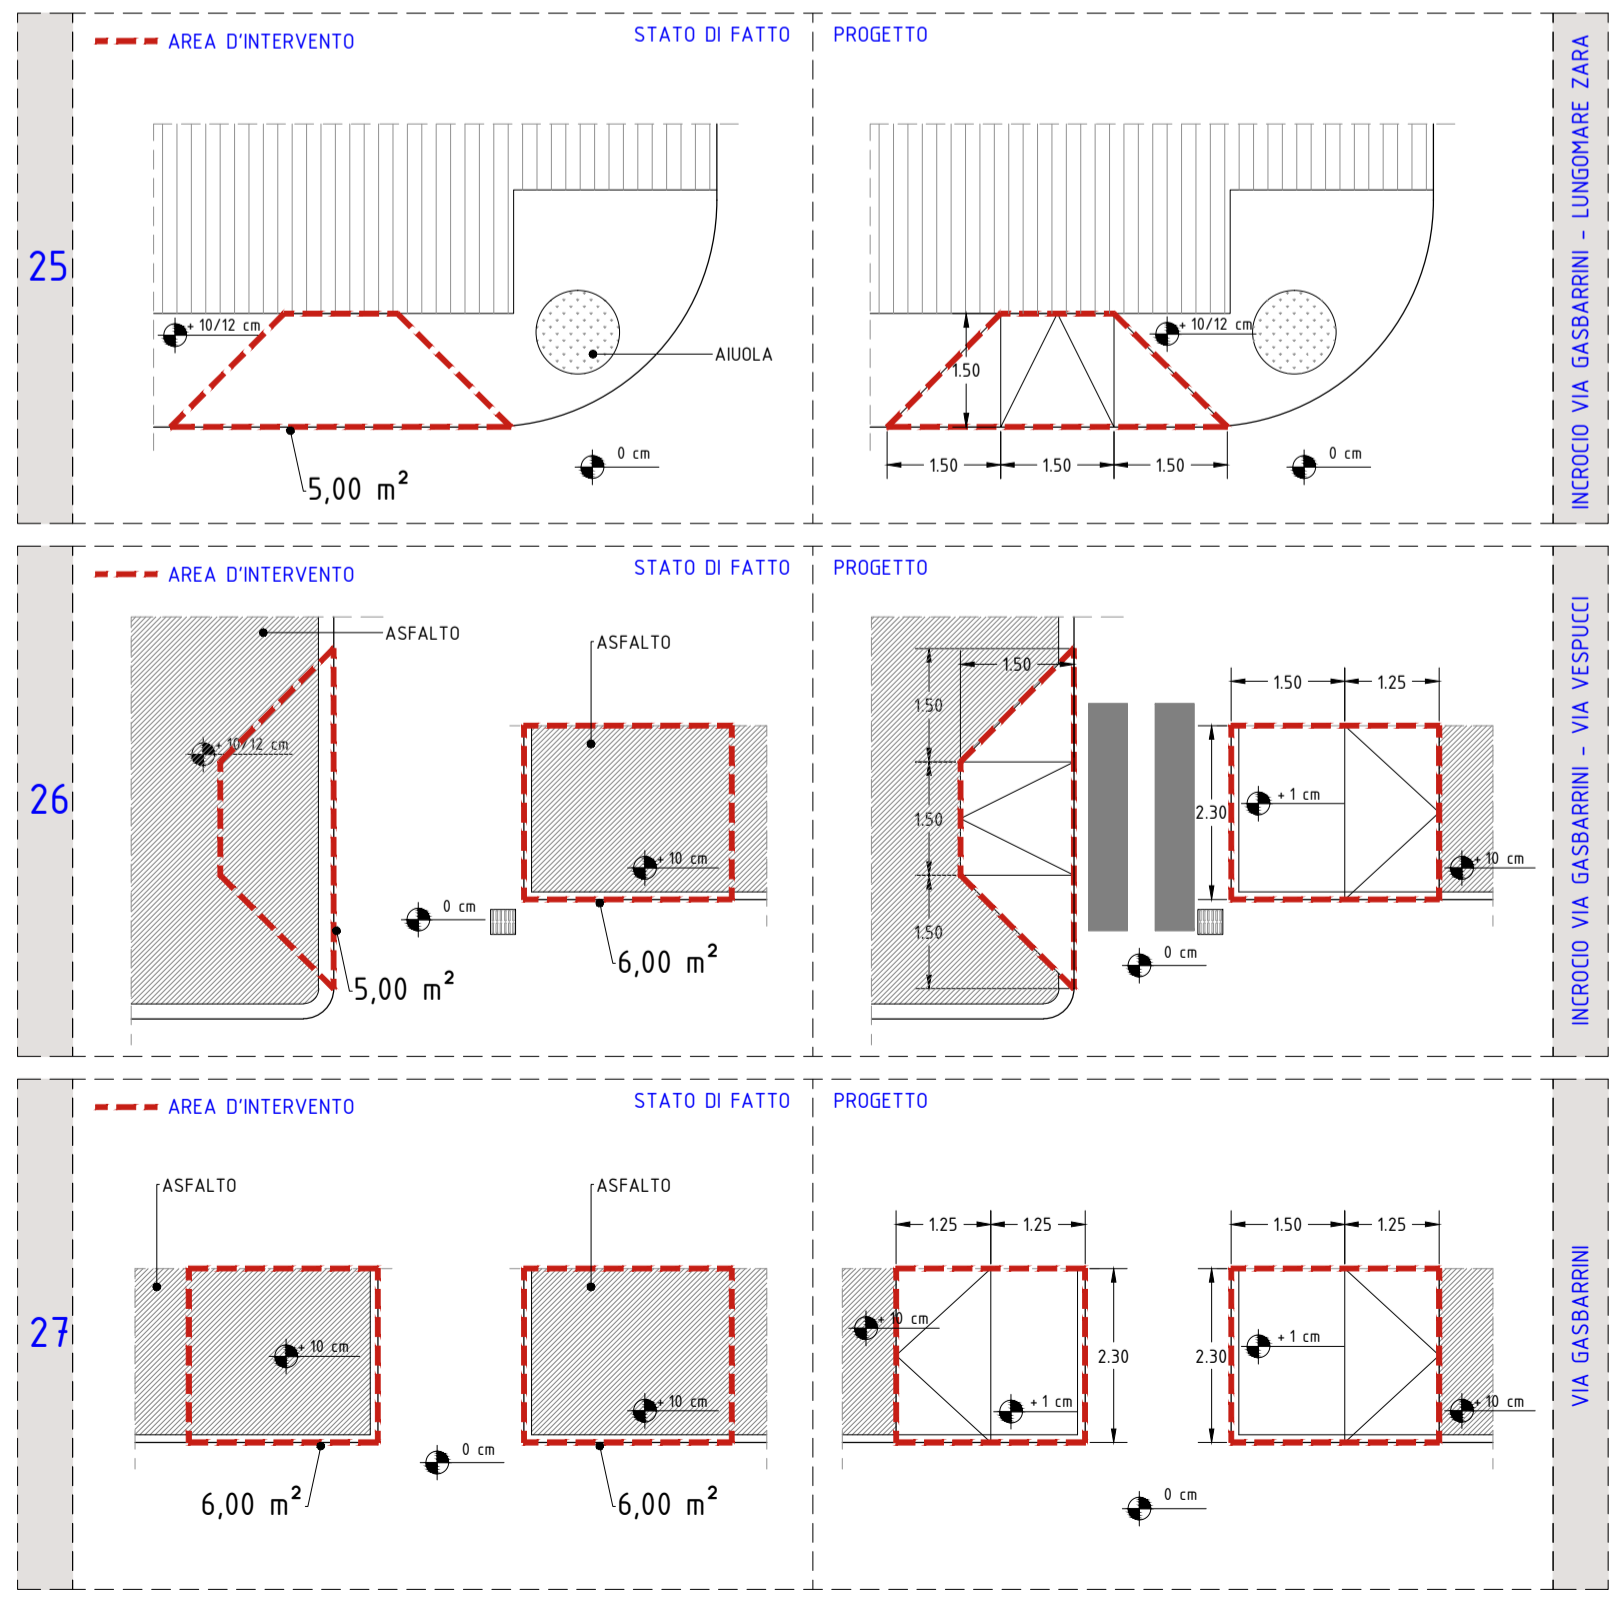 AREA D'INTERVENTO
STATO DI FATTO
PROGETTO
25
+ 10/12 cm
AIUOLA
0 cm
5,00 m²
+ 10/12 cm
1.50
1.50
1.50
1.50
0 cm
INCROCIO VIA GASBARRINI - LUNGOMARE ZARA
AREA D'INTERVENTO
STATO DI FATTO
PROGETTO
26
ASFALTO
ASFALTO
+ 10/12 cm
+ 10 cm
0 cm
5,00 m²
6,00 m²
1.50
1.50
1.50
1.50
1.50
1.25
2.30
+ 1 cm
+ 10 cm
0 cm
INCROCIO VIA GASBARRINI - VIA VESPUCCI
AREA D'INTERVENTO
STATO DI FATTO
PROGETTO
27
ASFALTO
ASFALTO
+ 10 cm
+ 10 cm
0 cm
6,00 m²
6,00 m²
1.25
1.25
1.50
1.25
+ 10 cm
2.30
2.30
+ 1 cm
+ 1 cm
+ 10 cm
0 cm
VIA GASBARRINI